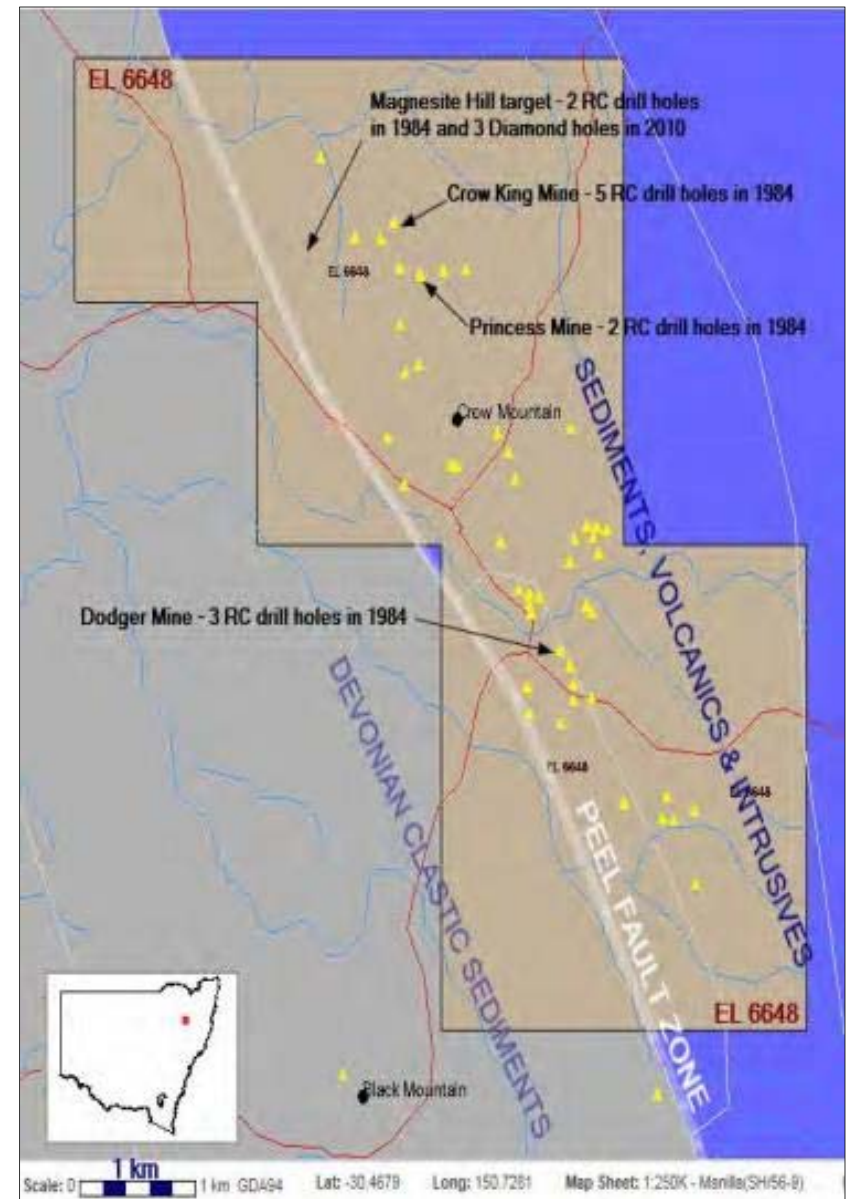 EL 6648
Magnesite Hill target - 2 RC drill holes
in 1984 and 3 Diamond holes in 2010
Crow King Mine - 5 RC drill holes in 1984
EL 6648
Princess Mine - 2 RC drill holes in 1984
Crow Mountain
SEDIMENTS, VOLCANICS & INTRUSIVES
Dodger Mine - 3 RC drill holes in 1984
DEVONIAN CLASTIC SEDIMENTS
EL 6648
EL 6648
PEEL FAULT ZONE
EL 6648
Black Mountain
1 km
Scale: 0 1 km GDA94 Lat: -30.4679 Long: 150.7281 Map Sheet: 1:250K - Manilla(SH/56-9)